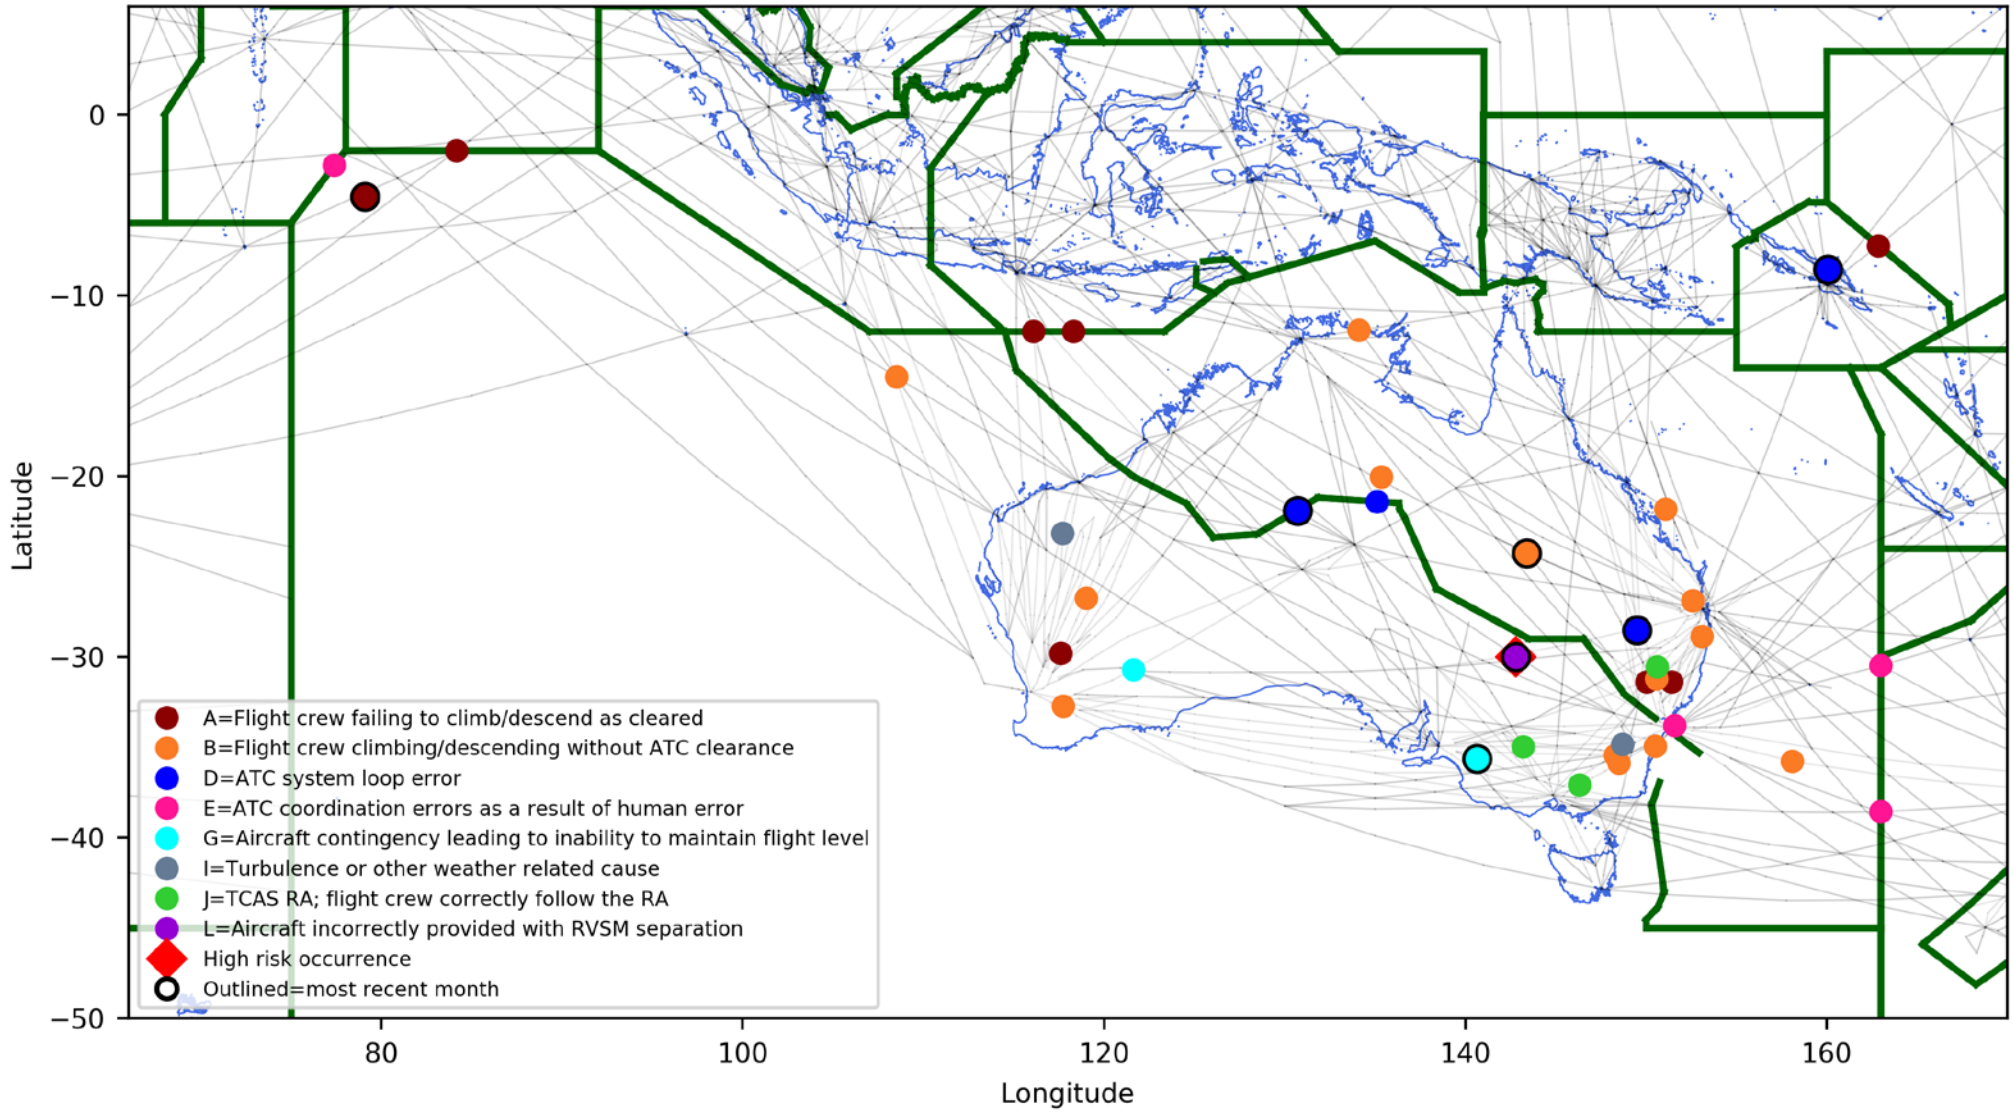 0
−10
−20
−30
−40
−50
Latitude
A=Flight crew failing to climb/descend as cleared
B=Flight crew climbing/descending without ATC clearance
D=ATC system loop error
E=ATC coordination errors as a result of human error
G=Aircraft contingency leading to inability to maintain flight level
I=Turbulence or other weather related cause
J=TCAS RA; flight crew correctly follow the RA
L=Aircraft incorrectly provided with RVSM separation
High risk occurrence
Outlined=most recent month
80 100 120 140 160
Longitude